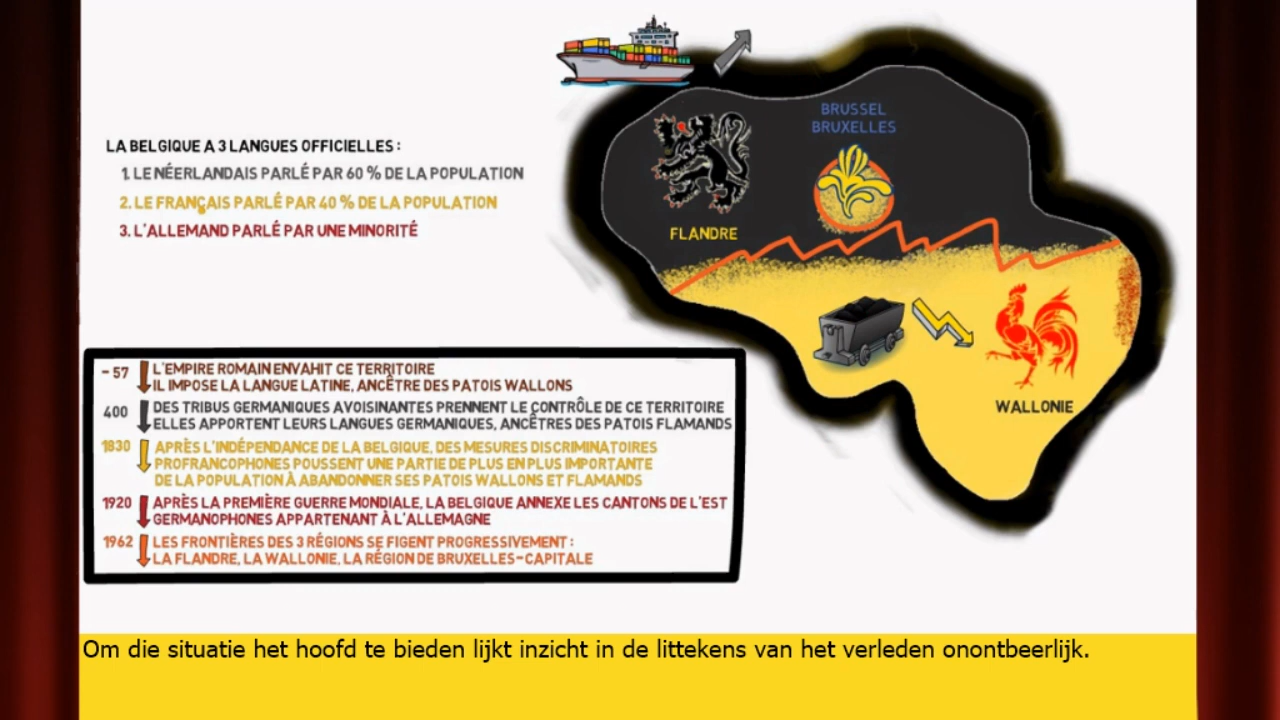 LA BELGIQUE A 3 LANGUES OFFICIELLES :
1. LE NÉERLANDAIS PARLÉ PAR 60 % DE LA POPULATION
2. LE FRANÇAIS PARLÉ PAR 40 % DE LA POPULATION
3. L'ALLEMAND PARLÉ PAR UNE MINORITÉ
BRUSSEL
BRUXELLES
FLANDRE
WALLONIE
- 57 L'EMPIRE ROMAIN ENVAHIT CE TERRITOIRE
IL IMPOSE LA LANGUE LATINE, ANCÊTRE DES PATOIS WALLONS
400 DES TRIBUS GERMANIQUES AVOISINANTES PRENNENT LE CONTRÔLE DE CE TERRITOIRE
ELLES APPORTENT LEURS LANGUES GERMANIQUES, ANCÊTRES DES PATOIS FLAMANDS
1830 APRÈS L'INDÉPENDANCE DE LA BELGIQUE, DES MESURES DISCRIMINATOIRES
PROFRANCOPHONES POUSSENT UNE PARTIE DE PLUS EN PLUS IMPORTANTE
DE LA POPULATION À ABANDONNER SES PATOIS WALLONS ET FLAMANDS
1920 APRÈS LA PREMIÈRE GUERRE MONDIALE, LA BELGIQUE ANNEXE LES CANTONS DE L'EST
GERMANOPHONES APPARTENANT À L'ALLEMAGNE
1962 LES FRONTIÈRES DES 3 RÉGIONS SE FIGENT PROGRESSIVEMENT :
LA FLANDRE, LA WALLONIE, LA RÉGION DE BRUXELLES-CAPITALE
Om die situatie het hoofd te bieden lijkt inzicht in de littekens van het verleden onontbeerlijk.